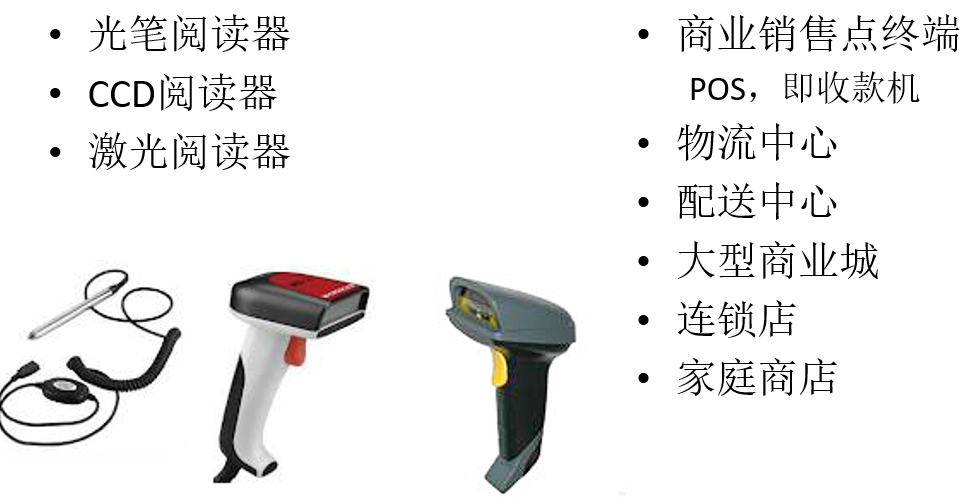 • 光笔阅读器
• CCD阅读器
• 激光阅读器
• 商业销售点终端
POS，即收款机
• 物流中心
• 配送中心
• 大型商业城
• 连锁店
• 家庭商店